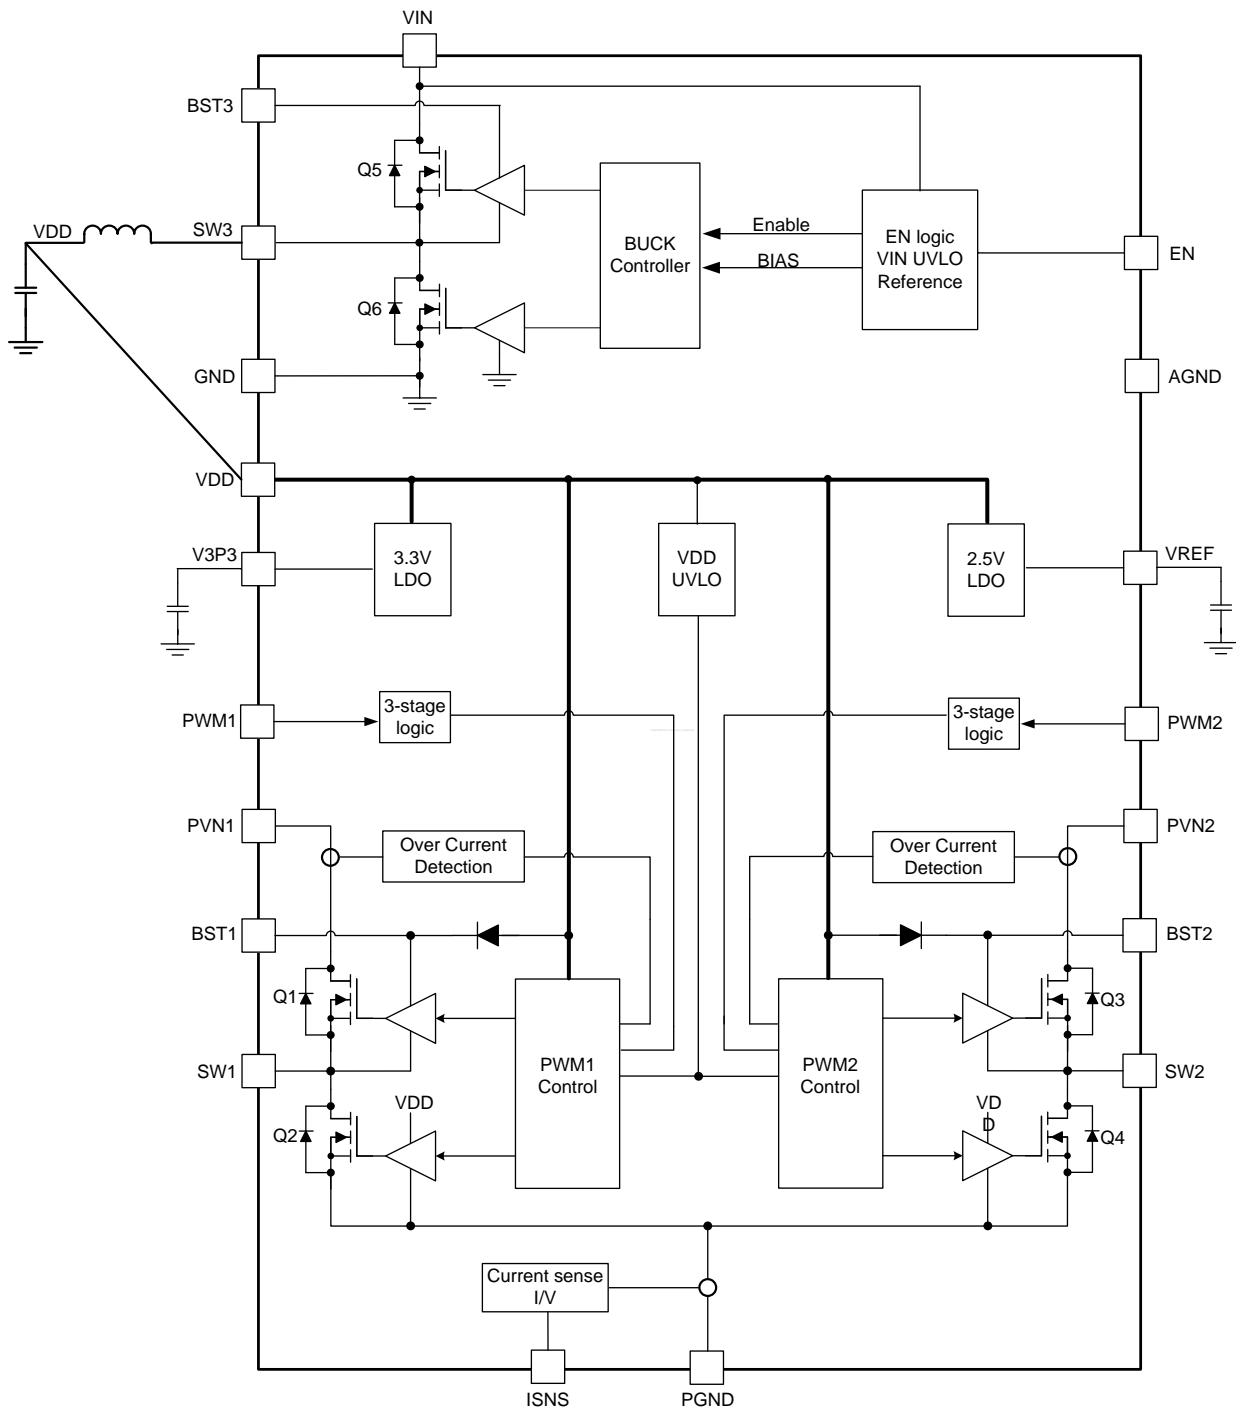 VIN
BST3
Q5
VDD
SW3
Enable
BUCK
Controller
EN logic
VIN UVLO
Reference
EN
BIAS
Q6
GND
AGND
VDD
V3P3
3.3V
LDO
VDD
UVLO
2.5V
LDO
VREF
PWM1
3-stage
logic
3-stage
logic
PWM2
PVN1
Over Current
Detection
Over Current
Detection
PVN2
BST1
BST2
Q1
Q3
SW1
PWM1
Control
PWM2
Control
SW2
VDD
VD
D
Q2
Q4
Current sense
I/V
ISNS
PGND